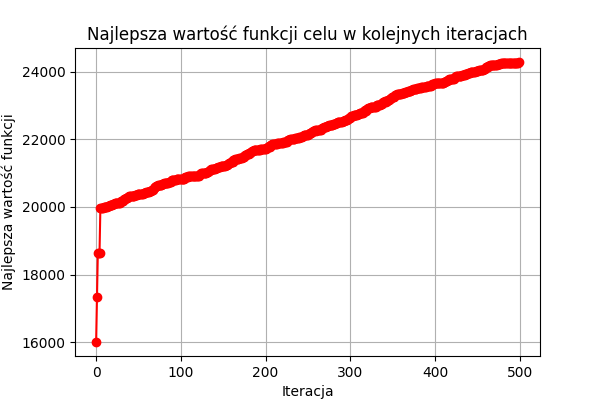 Najlepsza wartość funkcji celu w kolejnych iteracjach
Najlepsza wartość funkcji
24000
22000
20000
18000
16000
0 100 200 300 400 500
Iteracja